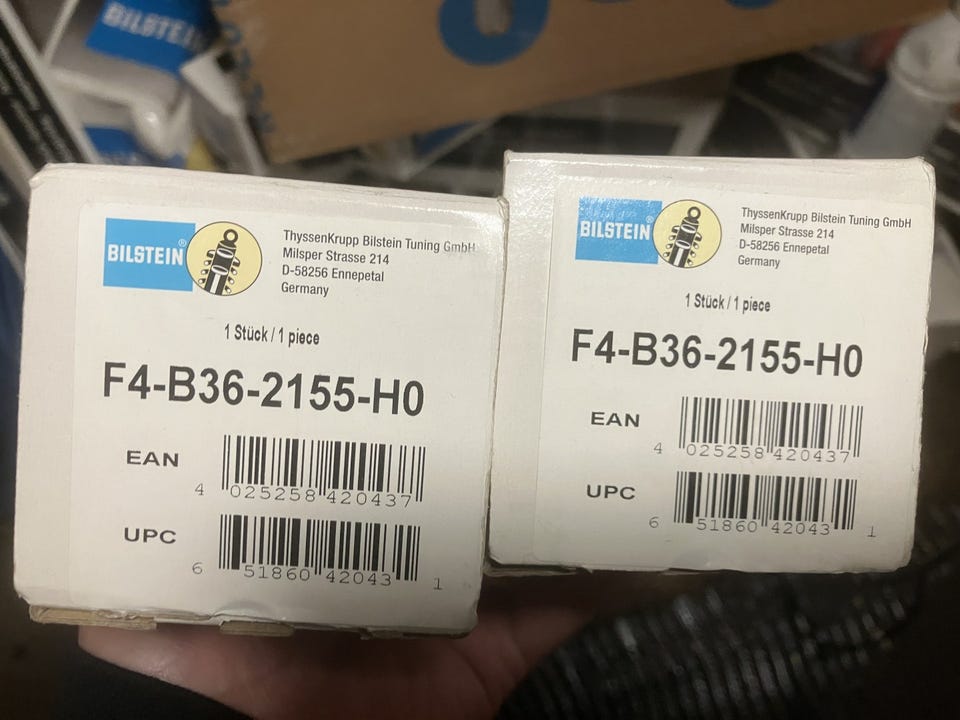 BILSTEIN
BILSTEIN®
ThyssenKrupp Bilstein Tuning GmbH
Milsper Strasse 214
D-58256 Ennepetal
Germany
1 Stück / 1 piece
F4-B36-2155-H0
EAN
4 025258 420437
UPC
6 51860 42043 1
BILSTEIN®
ThyssenKrupp Bilstein Tuning GmbH
Milsper Strasse 214
D-58256 Ennepetal
Germany
1 Stück / 1 piece
F4-B36-2155-H0
EAN
4 025258 420437
UPC
6 51860 42043 1